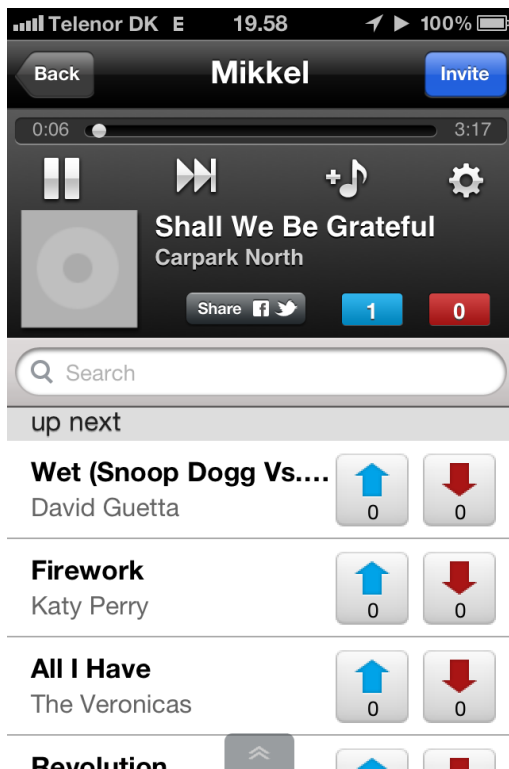 Telenor DK E 19.58 100%
Back Mikkel Invite
0:06 3:17
+
Shall We Be Grateful
Carpark North
Share f 1 0
Search
up next
Wet (Snoop Dogg Vs....
David Guetta
0 0
Firework
Katy Perry
0 0
All I Have
The Veronicas
0 0
Revolution